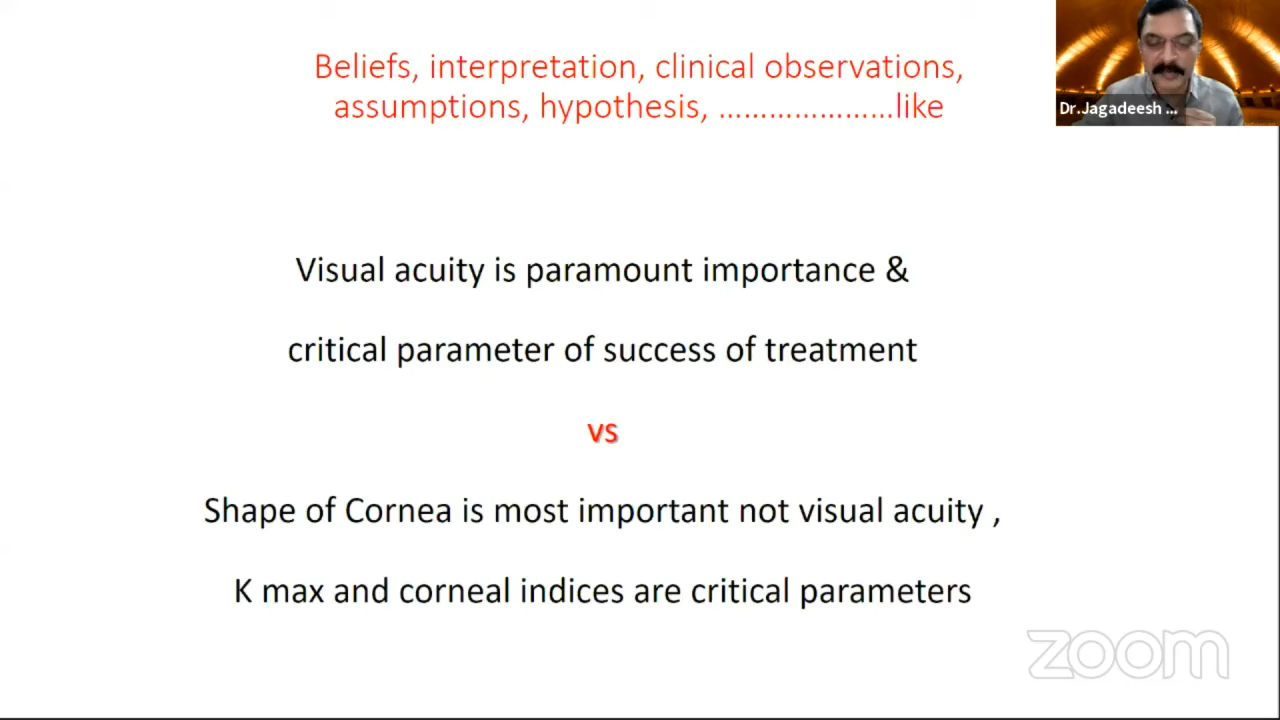 Beliefs, interpretation, clinical observations,
assumptions, hypothesis, …………………like
Dr.Jagadeesh ...
Visual acuity is paramount importance &
critical parameter of success of treatment
vs
Shape of Cornea is most important not visual acuity ,
K max and corneal indices are critical parameters
zoom